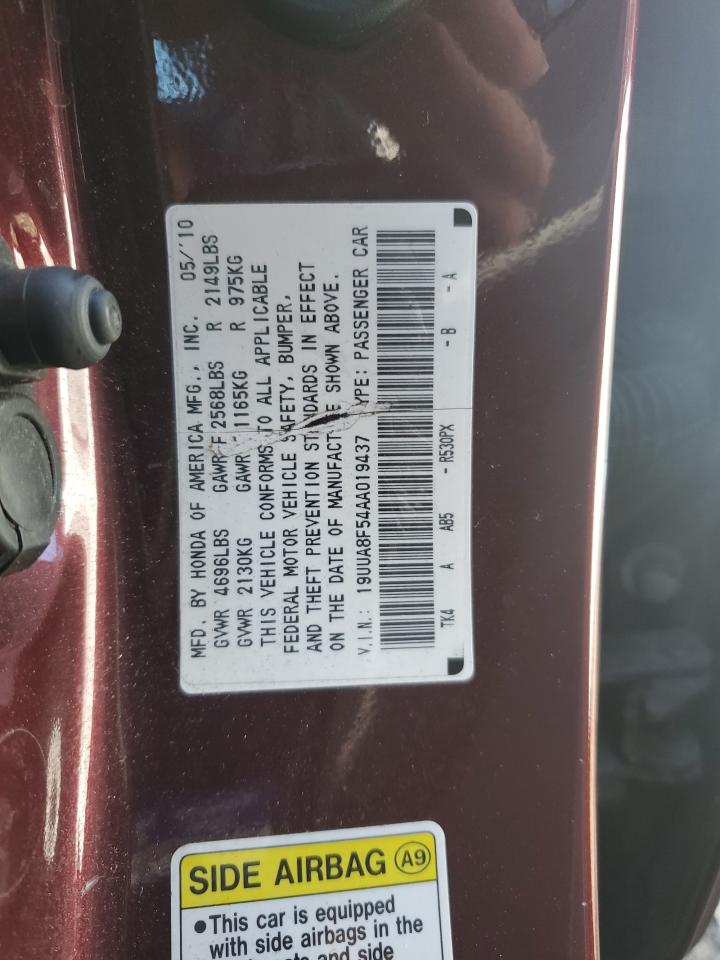 MFD. BY HONDA OF AMERICA MFG., INC. 05/'10
GVWR 4696LBS GAWR F 2568LBS R 2149LBS
GVWR 2130KG GAWR F 1165KG R 975KG
THIS VEHICLE CONFORMS TO ALL APPLICABLE
FEDERAL MOTOR VEHICLE SAFETY, BUMPER,
AND THEFT PREVENTION STANDARDS IN EFFECT
ON THE DATE OF MANUFACTURE SHOWN ABOVE.
V.I.N.: 19UUA8F54AA019437 TYPE: PASSENGER CAR
TK4 A AB5 - R530PX - B - A
SIDE AIRBAG A9
•This car is equipped
with side airbags in the
and side